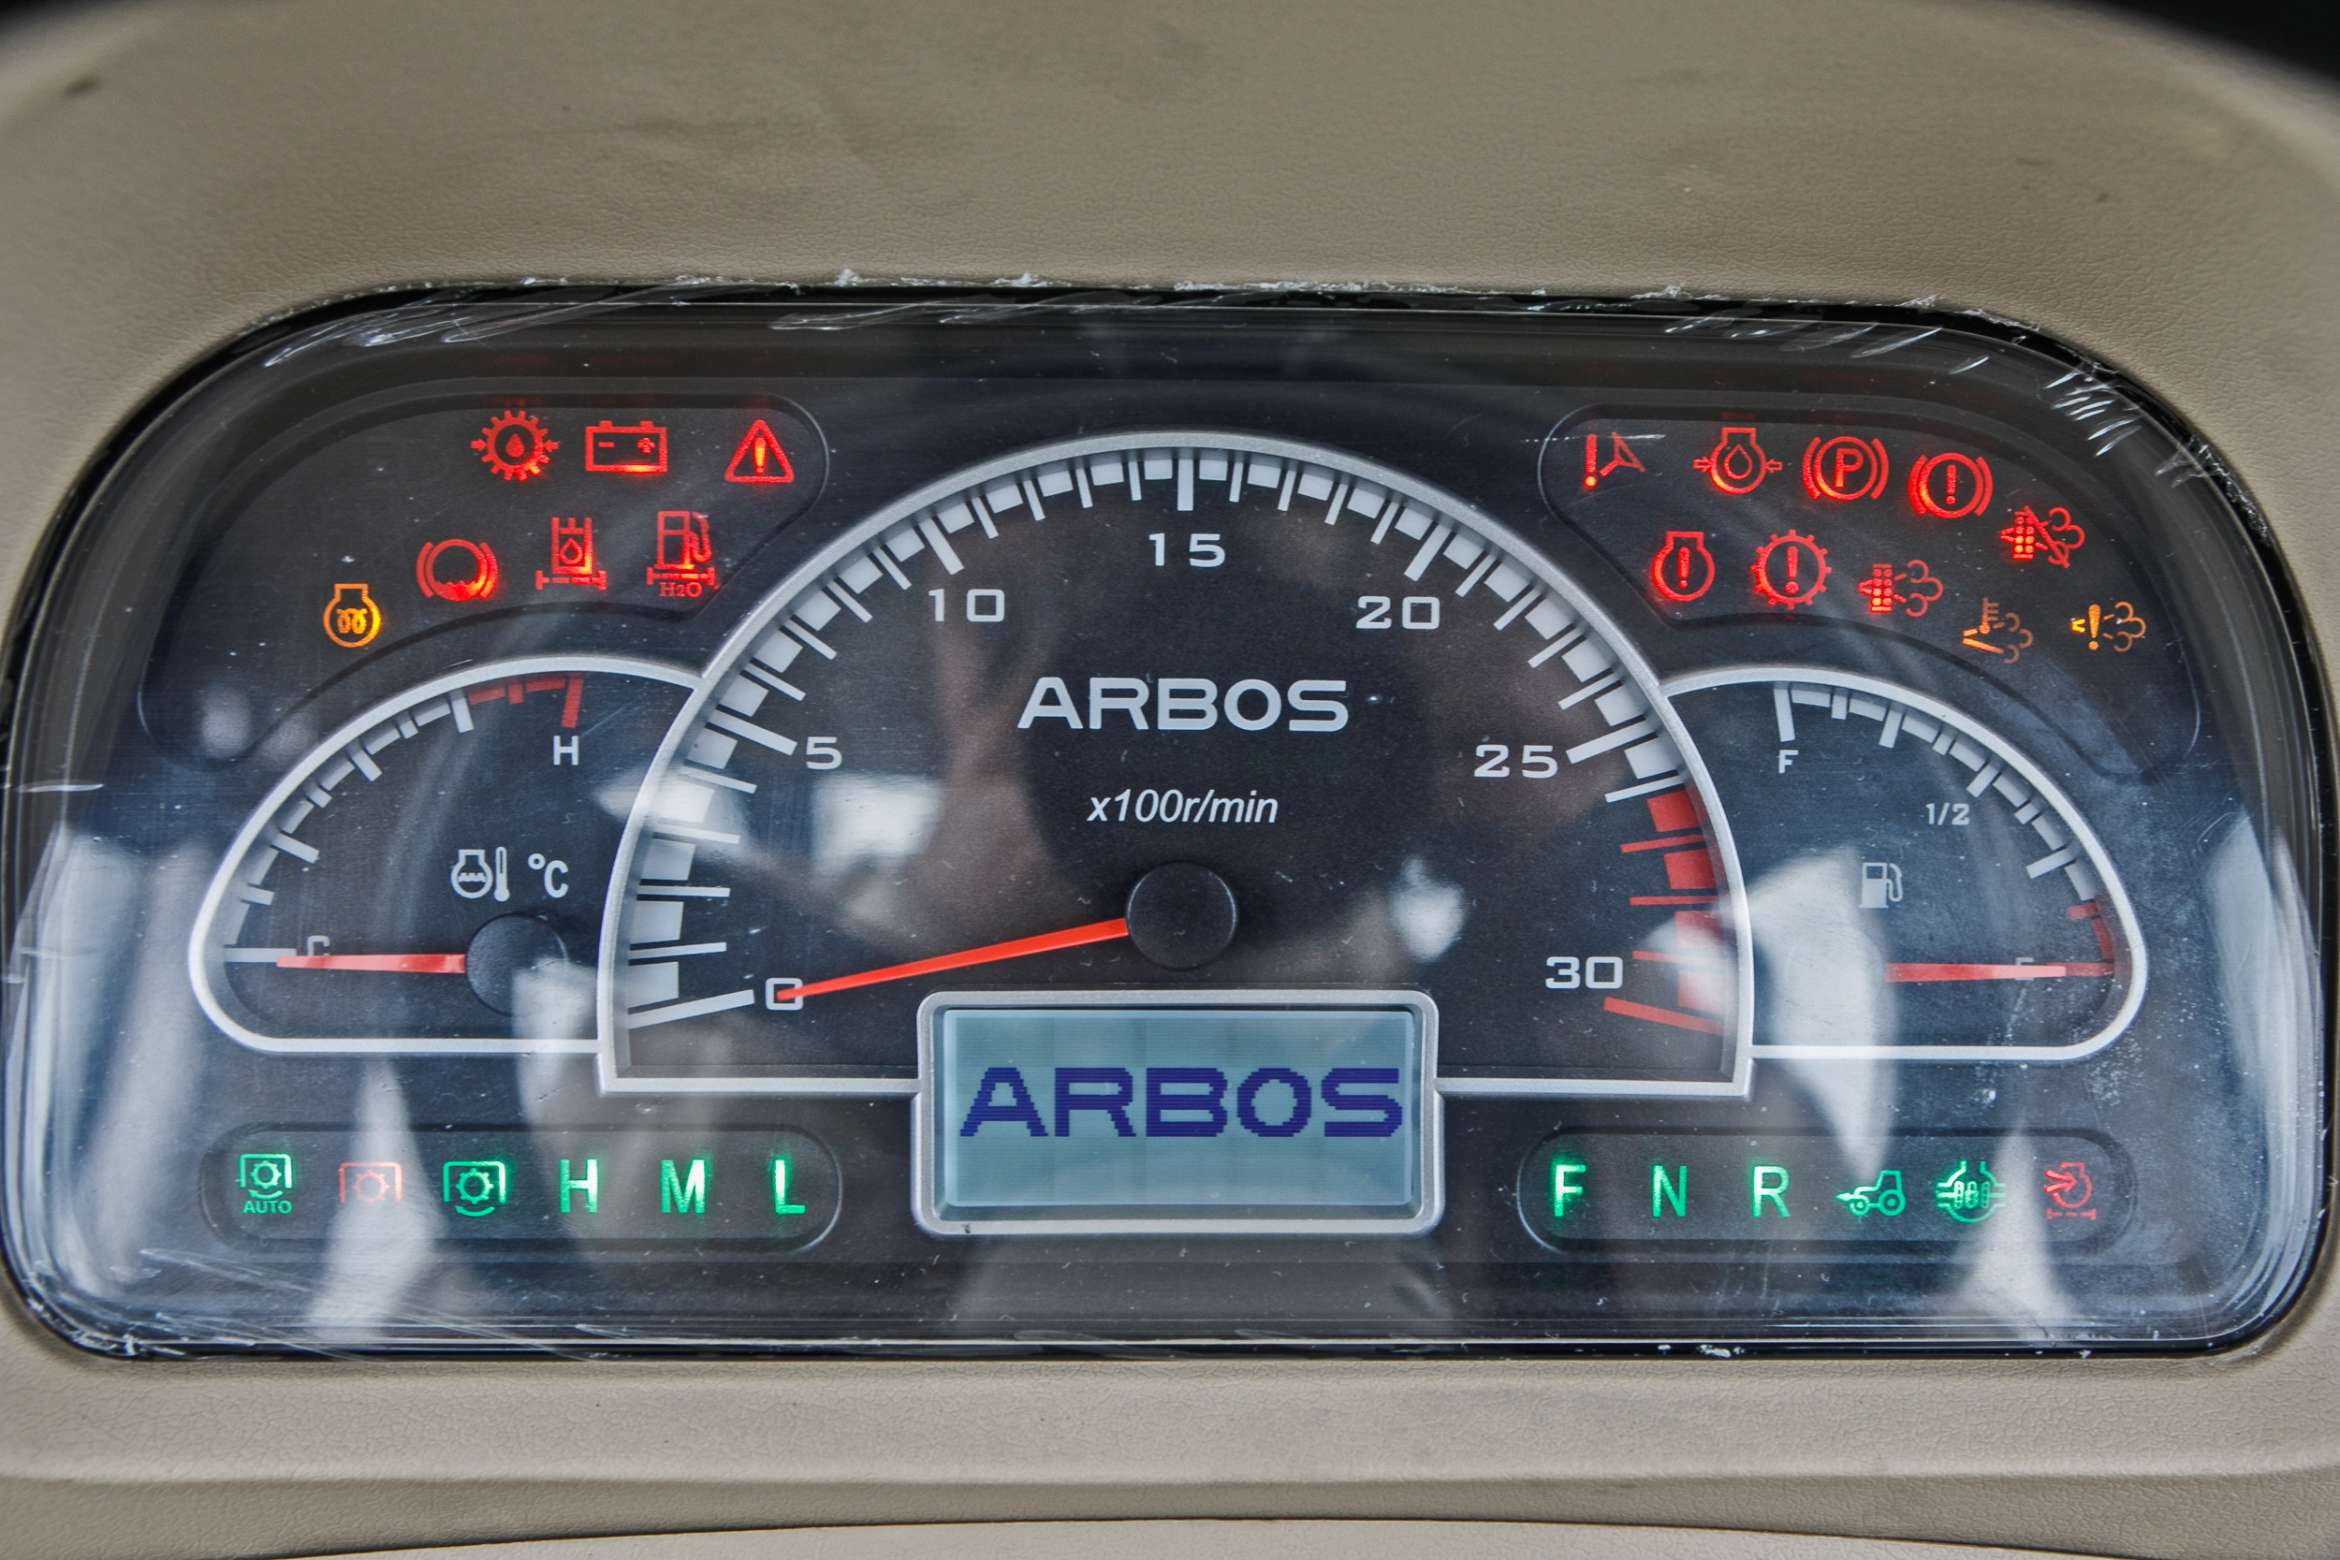 P
H2O
10
15
20
ARBOS
5
25
H
F
x100r/min
1/2
°C
C
E
0
30
ARBOS
AUTO
H M L
F N R